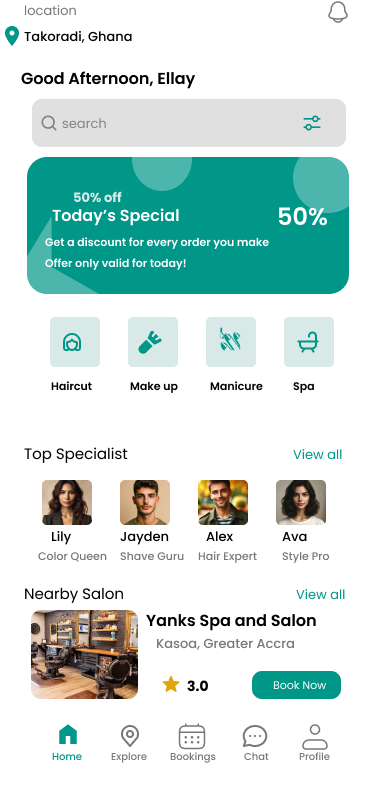 location
Takoradi, Ghana
Good Afternoon, Ellay
search
50% off
Today's Special
50%
Get a discount for every order you make
Offer only valid for today!
Haircut Make up Manicure Spa
Top Specialist View all
Lily Jayden Alex Ava
Color Queen Shave Guru Hair Expert Style Pro
Nearby Salon View all
Yanks Spa and Salon
Kasoa, Greater Accra
3.0 Book Now
Home Explore Bookings Chat Profile